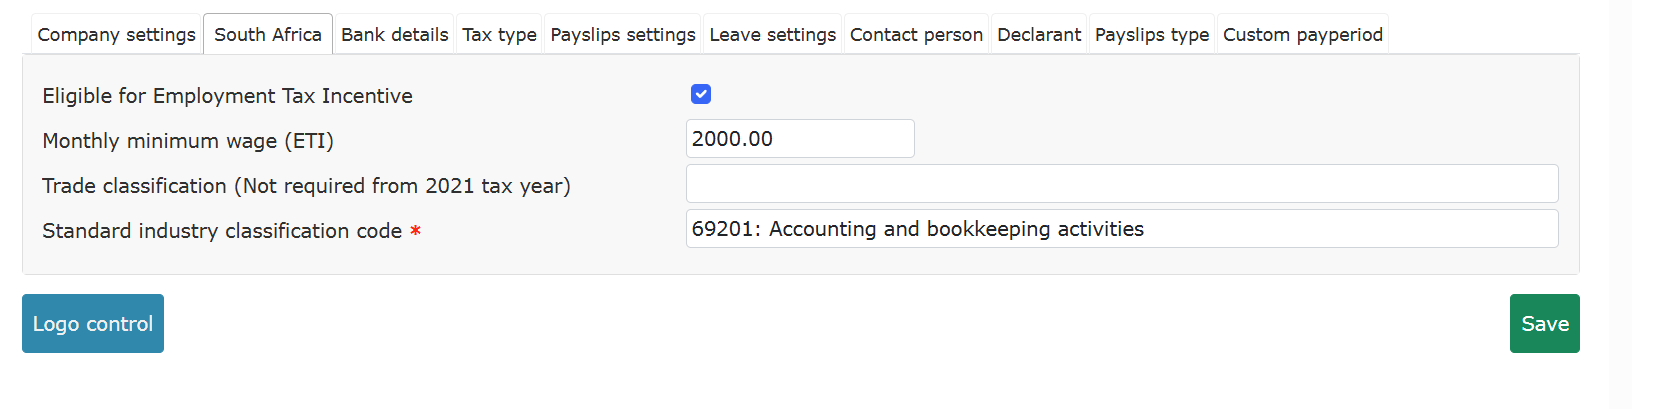 Company settings South Africa Bank details Tax type Payslips settings Leave settings Contact person Declarant Payslips type Custom payperiod
Eligible for Employment Tax Incentive
Monthly minimum wage (ETI) 2000.00
Trade classification (Not required from 2021 tax year)
Standard industry classification code * 69201: Accounting and bookkeeping activities
Logo control Save